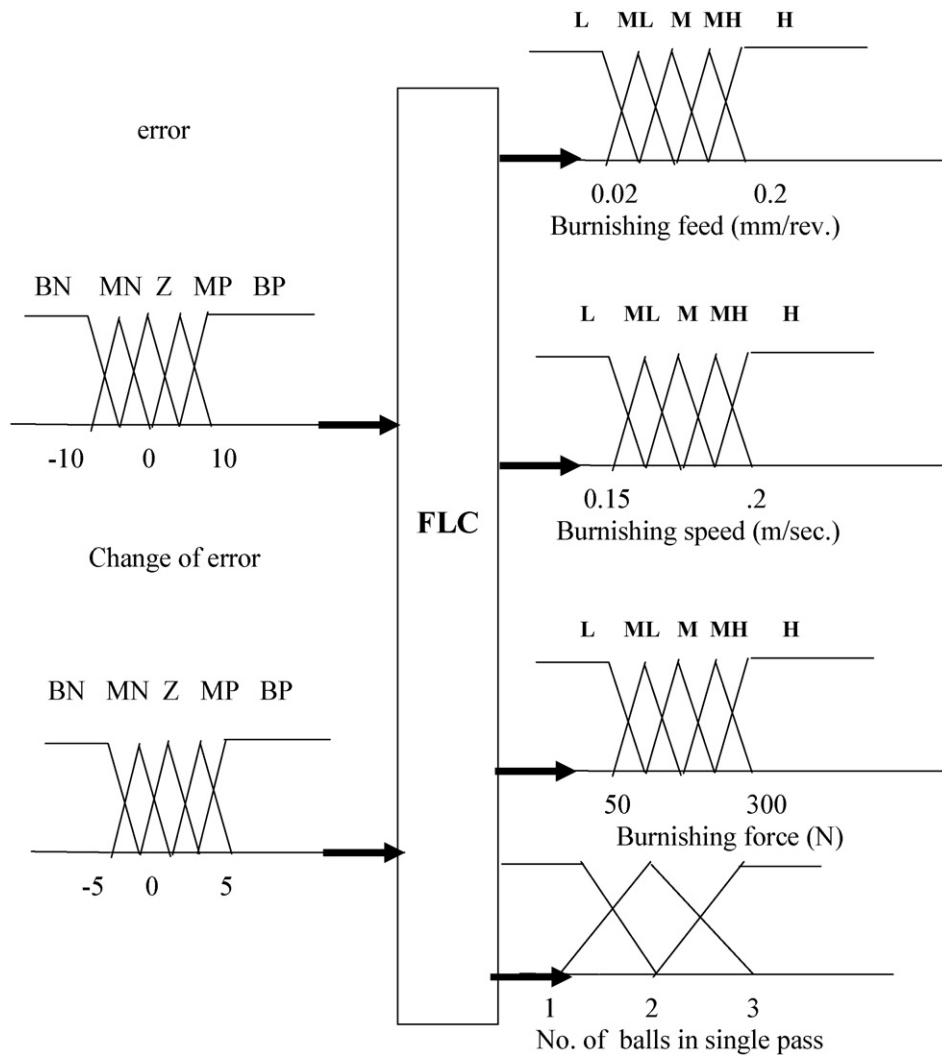 error
BN MN Z MP BP
-10 0 10
Change of error
BN MN Z MP BP
-5 0 5
FLC
L ML M MH H
0.02 0.2
Burnishing feed (mm/rev.)
L ML M MH H
0.15 .2
Burnishing speed (m/sec.)
L ML M MH H
50 300
Burnishing force (N)
1 2 3
No. of balls in single pass